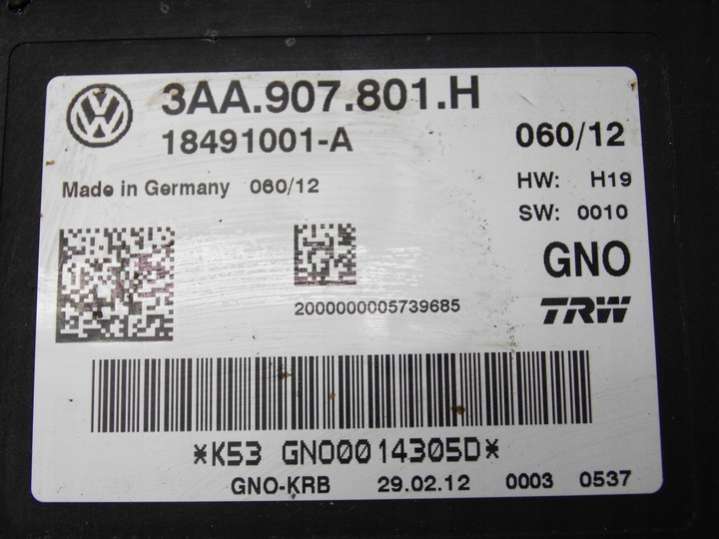 3AA.907.801.H
18491001-A
060/12
Made in Germany 060/12
HW: H19
SW: 0010
GNO
2000000005739685
TRW
*K53 GNO0014305D*
GNO-KRB 29.02.12 0003 0537